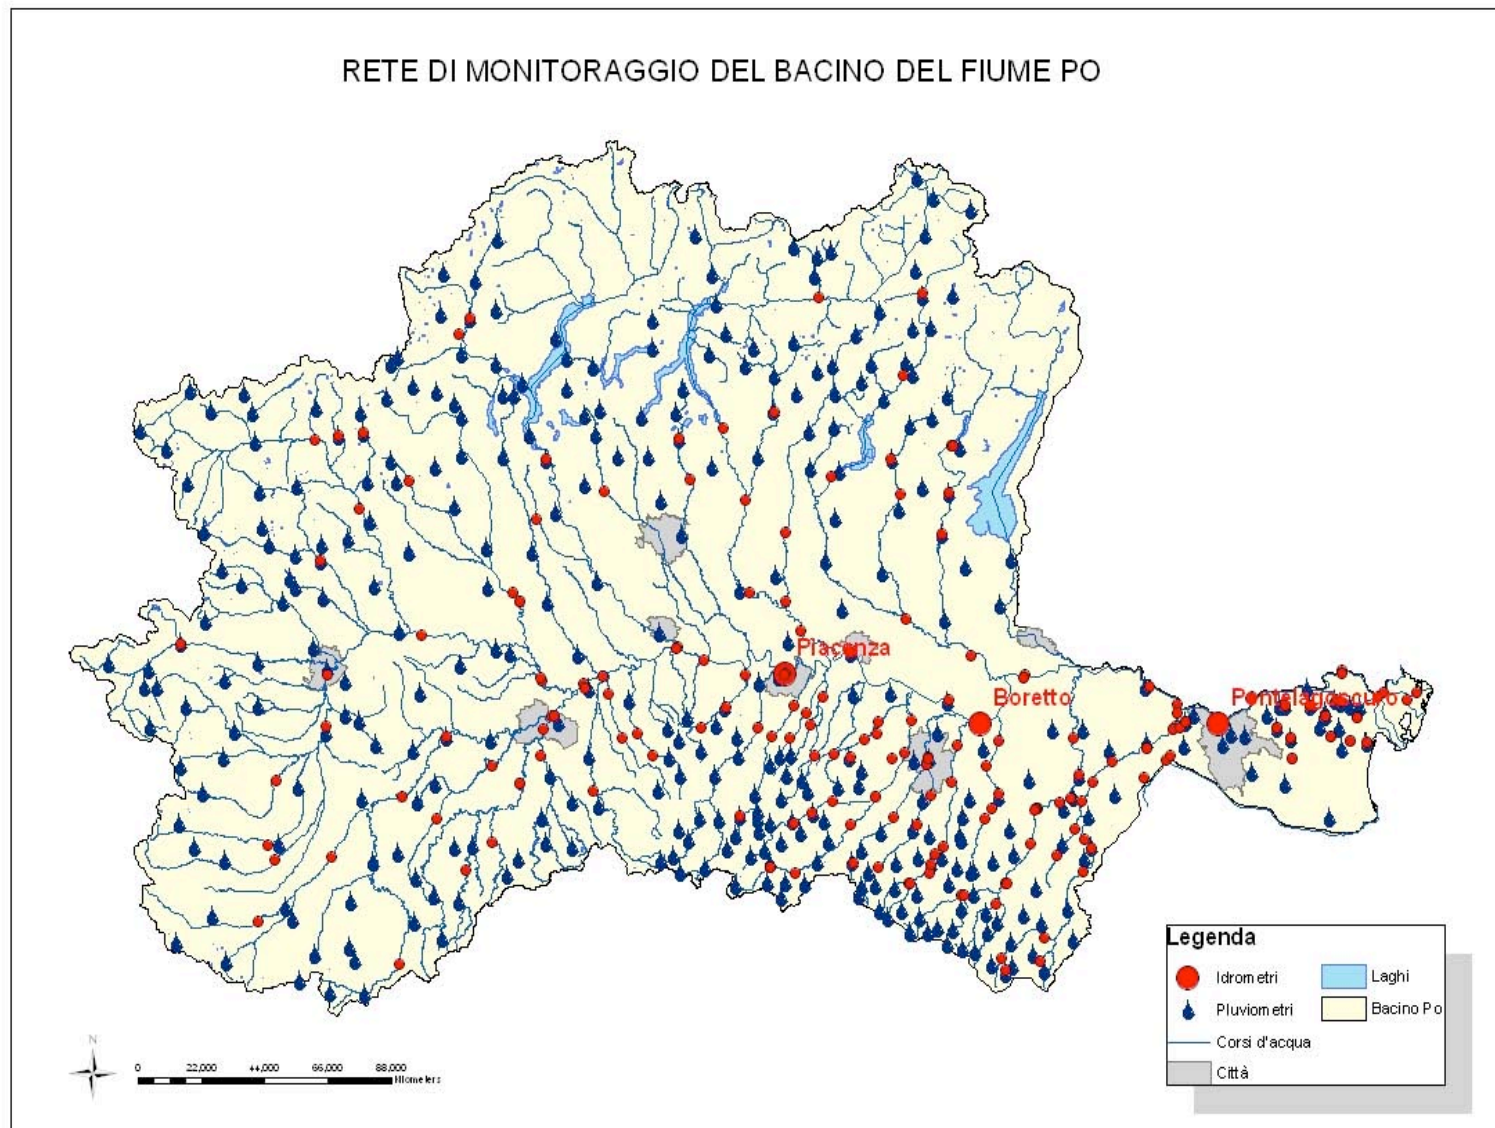 RETE DI MONITORAGGIO DEL BACINO DEL FIUME PO
Piacenza
Boretto
Pontelagoscuro
Legenda
Idrometri
Laghi
Pluviometri
Bacino Po
Corsi d'acqua
Città
N
0 22,000 44,000 66,000 88,000
Kilometers